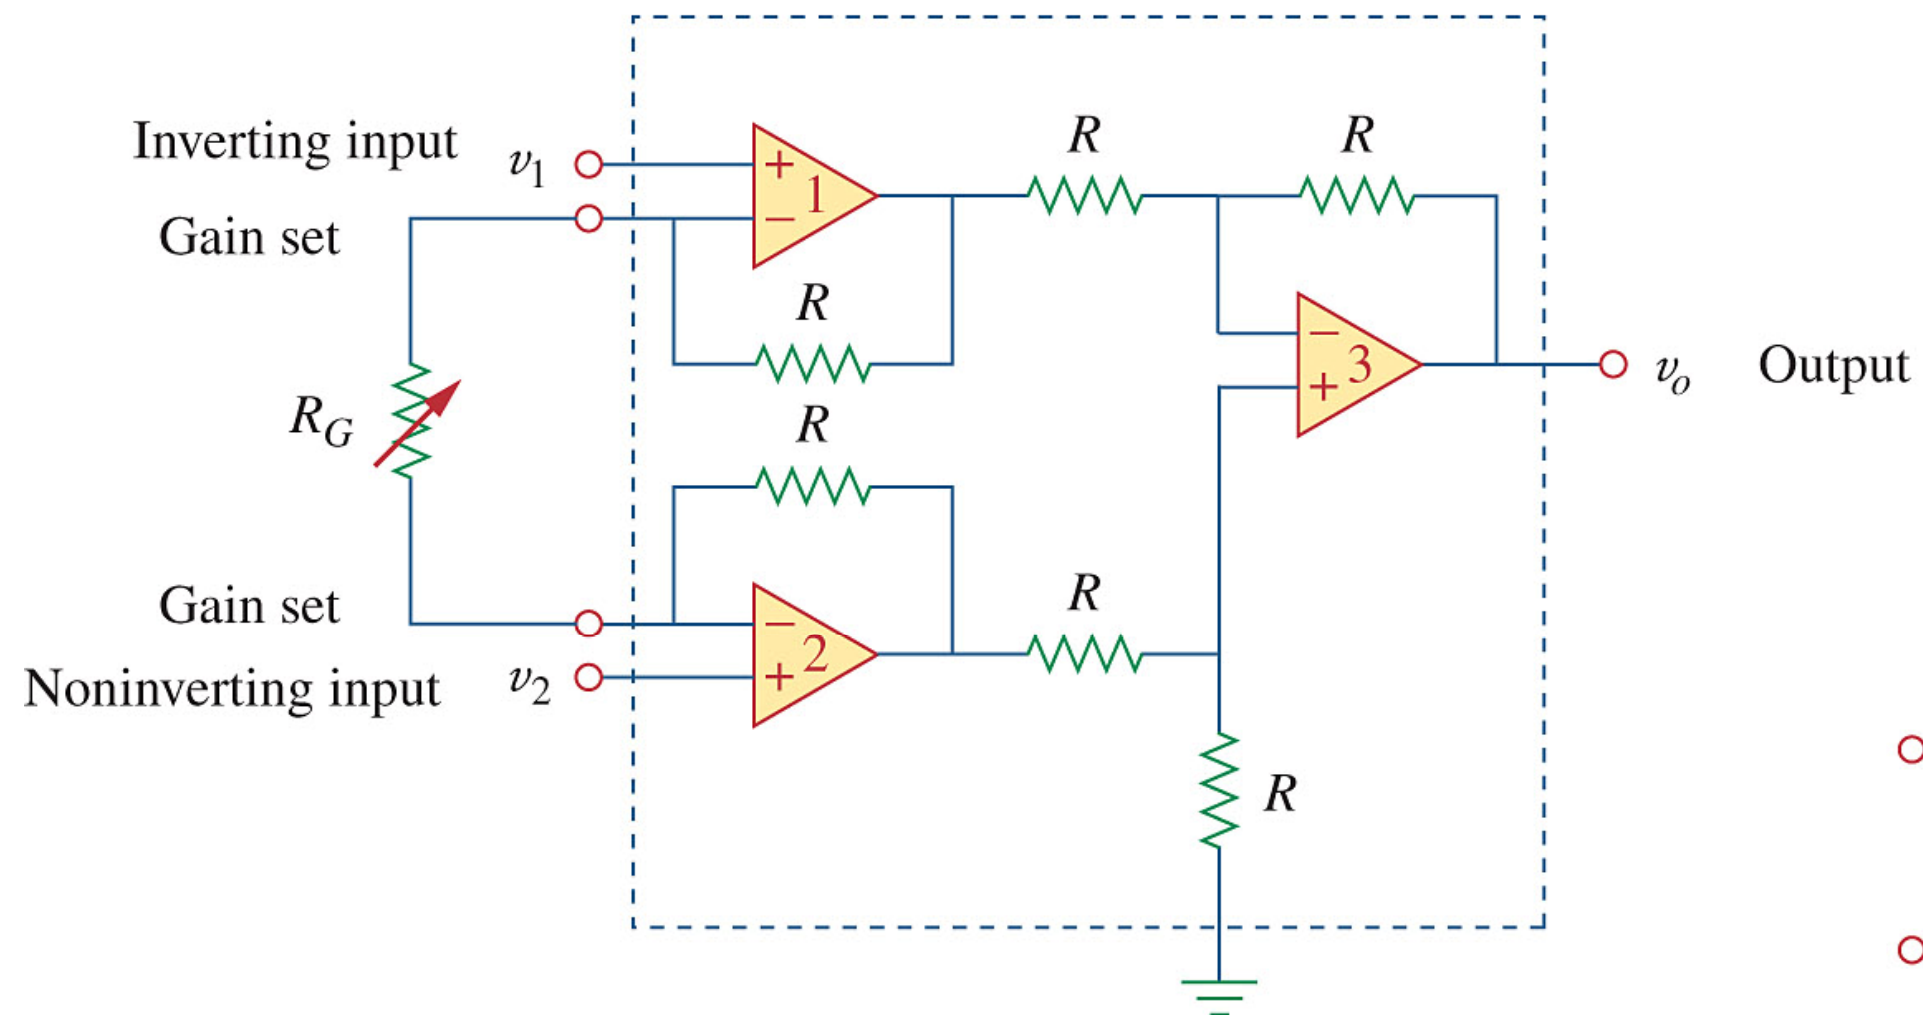 R R
Inverting input v1 + 1
Gain set −
R
− 3
RG + vo Output
R
R
Gain set −
2
Noninverting input v2 +
R